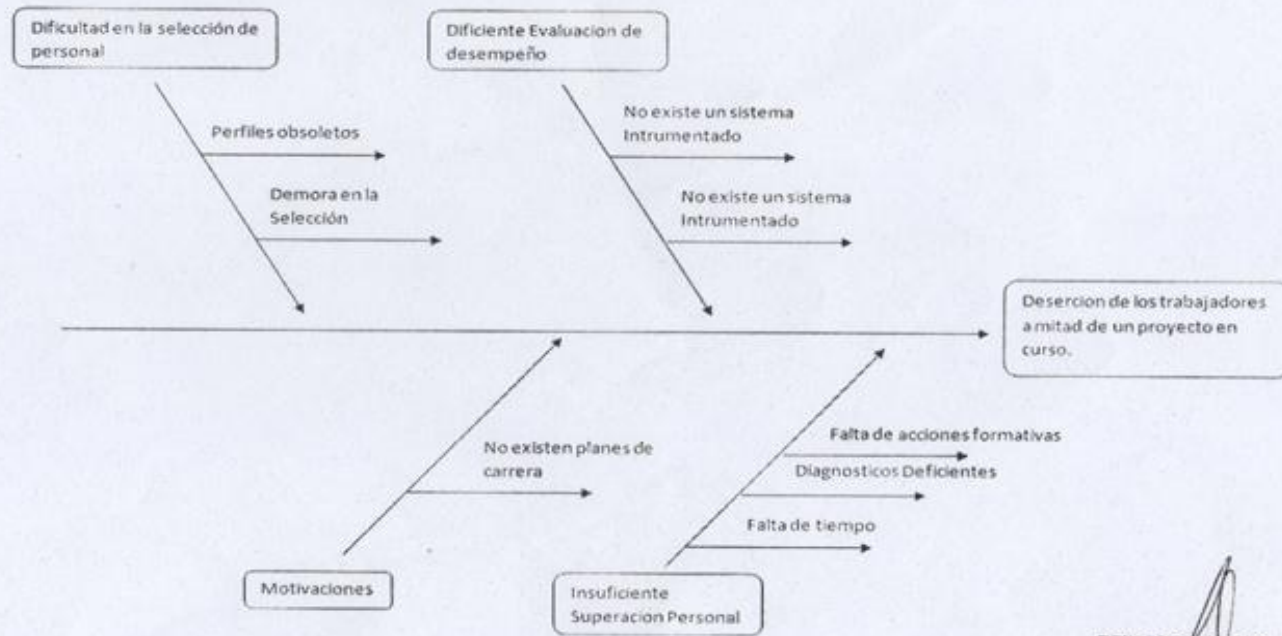 Dificultad en la selección de
personal
Dificiente Evaluacion de
desempeño
Perfiles obsoletos
Demora en la
Selección
No existe un sistema
Intrumentado
No existe un sistema
Intrumentado
Desercion de los trabajadores
a mitad de un proyecto en
curso.
No existen planes de
carrera
Falta de acciones formativas
Diagnosticos Deficientes
Falta de tiempo
Motivaciones
Insuficiente
Superacion Personal